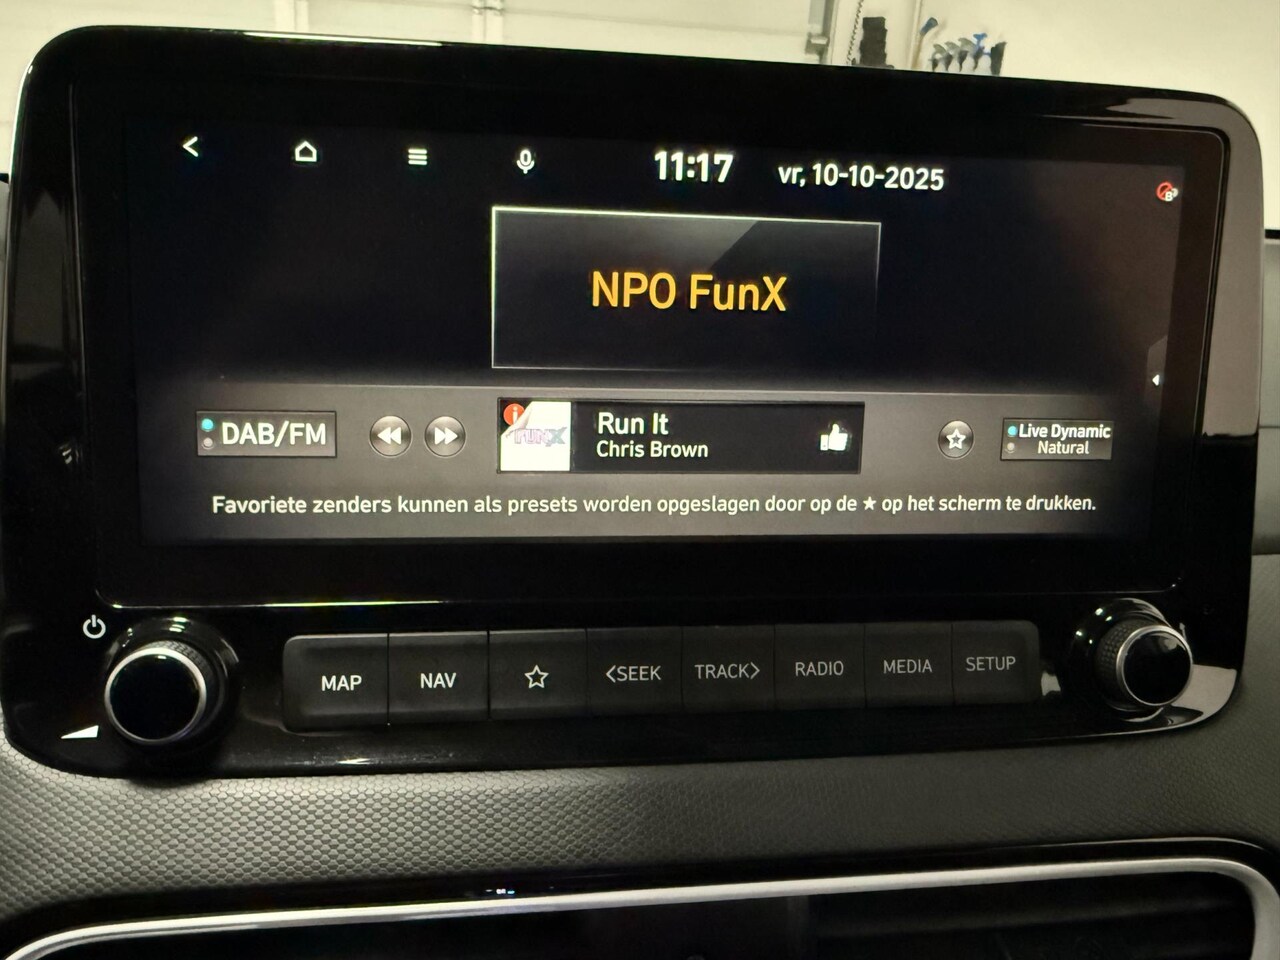 11:17 vr, 10-10-2025
NPO FunX
DAB/FM
FUNX
Run It
Chris Brown
Live Dynamic
Natural
Favoriete zenders kunnen als presets worden opgeslagen door op de ★ op het scherm te drukken.
MAP NAV ☆ <SEEK TRACK> RADIO MEDIA SETUP